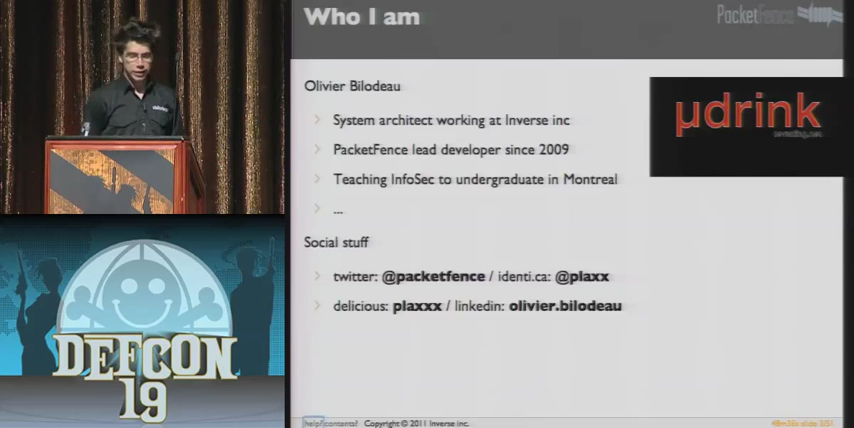 Who I am
PacketFence
Olivier Bilodeau
System architect working at Inverse inc
PacketFence lead developer since 2009
Teaching InfoSec to undergraduate in Montreal
...
Social stuff
twitter: @packetfence / identi.ca: @plaxx
delicious: plaxxx / linkedin: olivier.bilodeau
µdrink
help? contents? Copyright © 2011 Inverse inc.
DEFCON
19